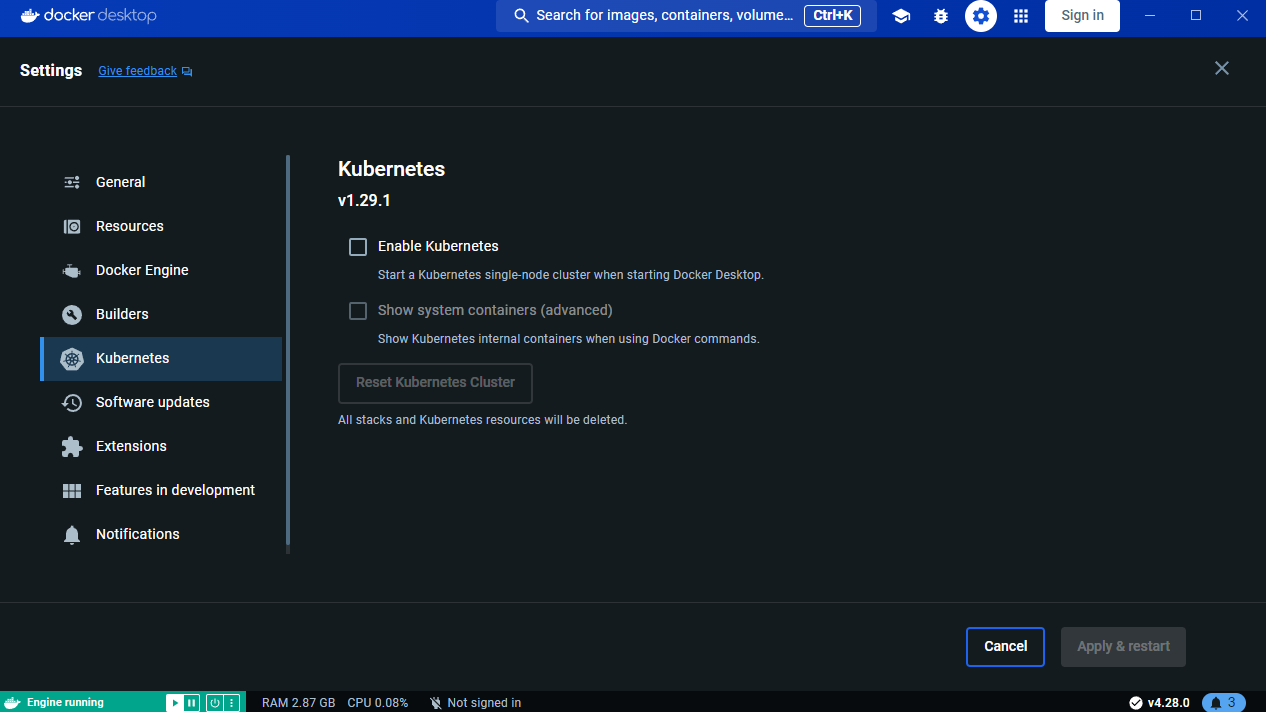 docker desktop
Search for images, containers, volume... Ctrl+K
Sign in
Settings Give feedback
General
Resources
Docker Engine
Builders
Kubernetes
Software updates
Extensions
Features in development
Notifications
Kubernetes
v1.29.1
Enable Kubernetes
Start a Kubernetes single-node cluster when starting Docker Desktop.
Show system containers (advanced)
Show Kubernetes internal containers when using Docker commands.
Reset Kubernetes Cluster
All stacks and Kubernetes resources will be deleted.
Cancel Apply & restart
Engine running RAM 2.87 GB CPU 0.08% Not signed in v4.28.0 3